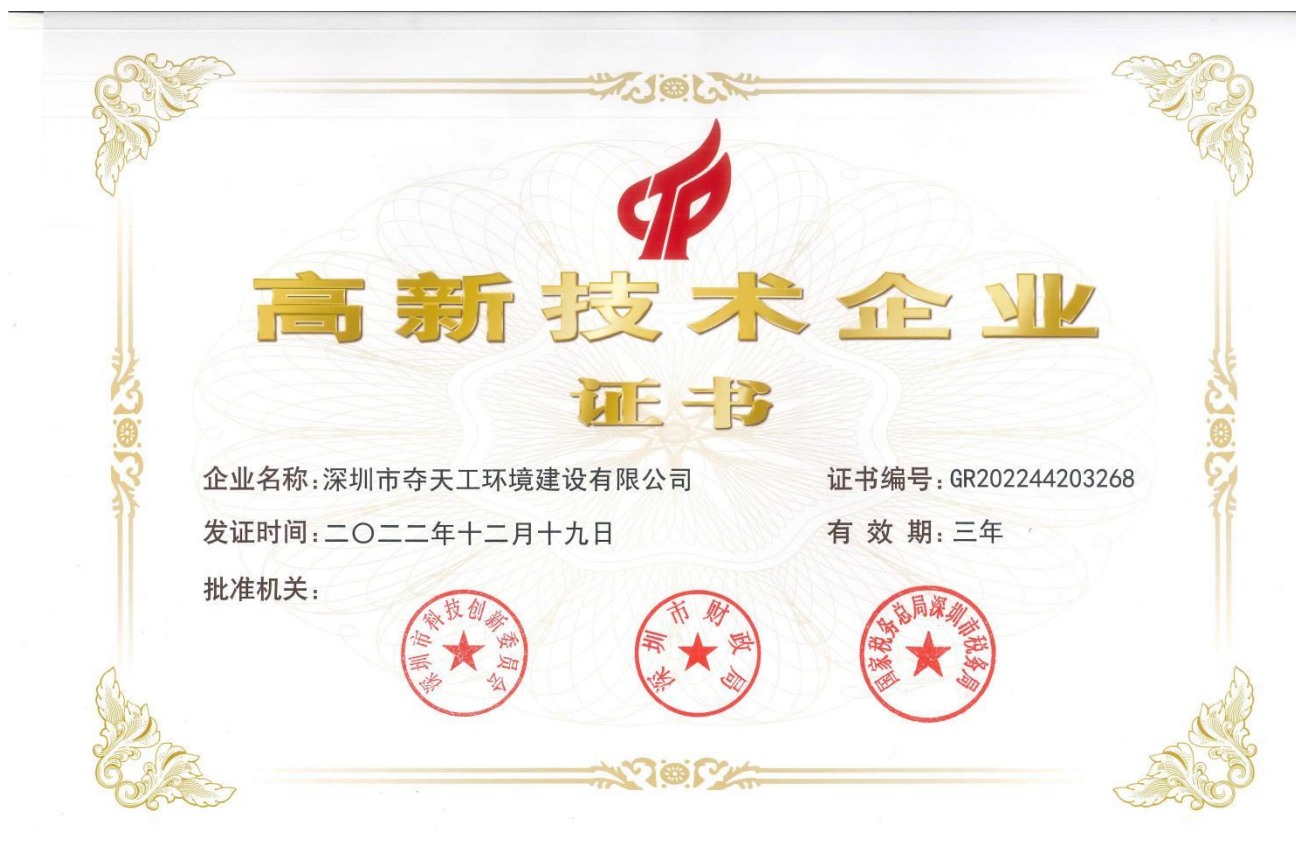 高新技术企业
证书
企业名称:深圳市夺天工环境建设有限公司
证书编号:GR202244203268
发证时间:二〇二二年十二月十九日
有效期:三年
批准机关:
深圳市科技创新委员会
深圳市财政局
国家税务总局深圳市税务局